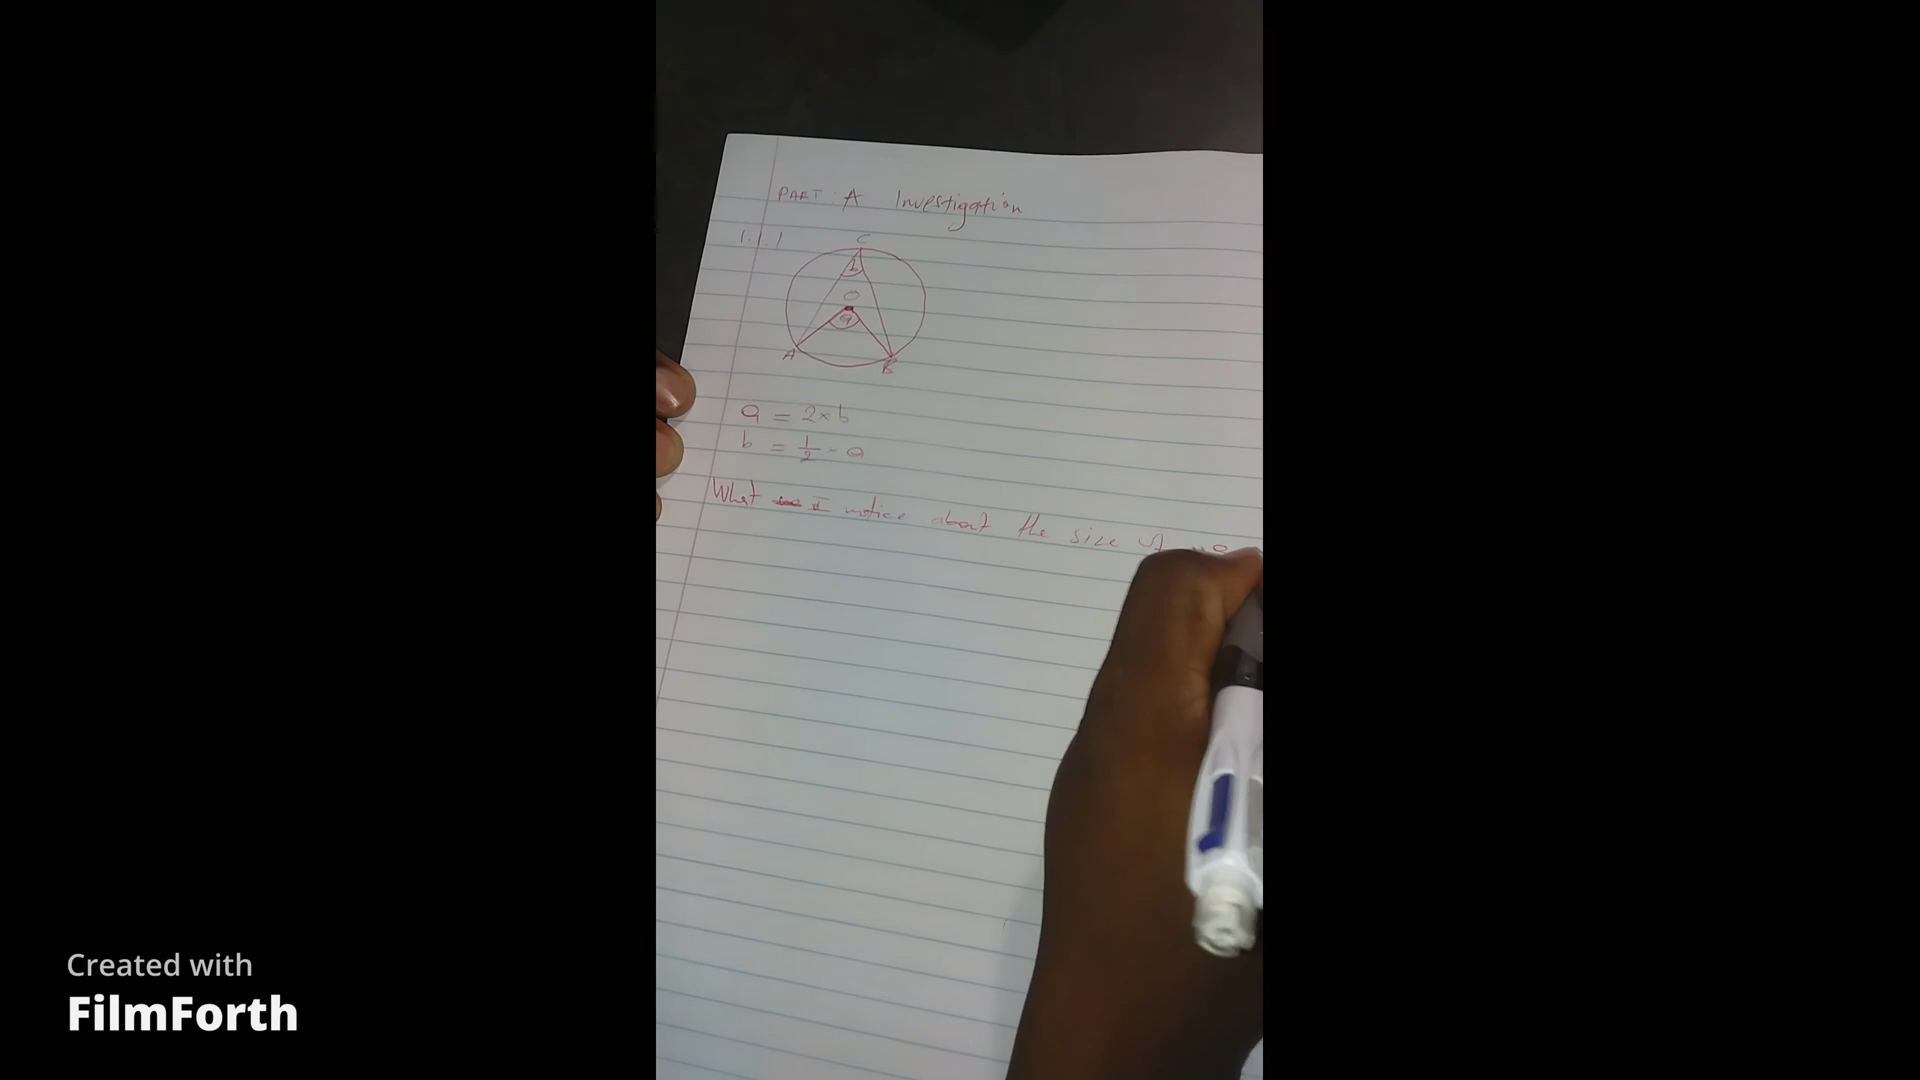 PART: A Investigation
1.1.1
C
b
O
a
A
B
a = 2 × b
b = 1/2 - a
What I notice about the size of "a
Created with
FilmForth